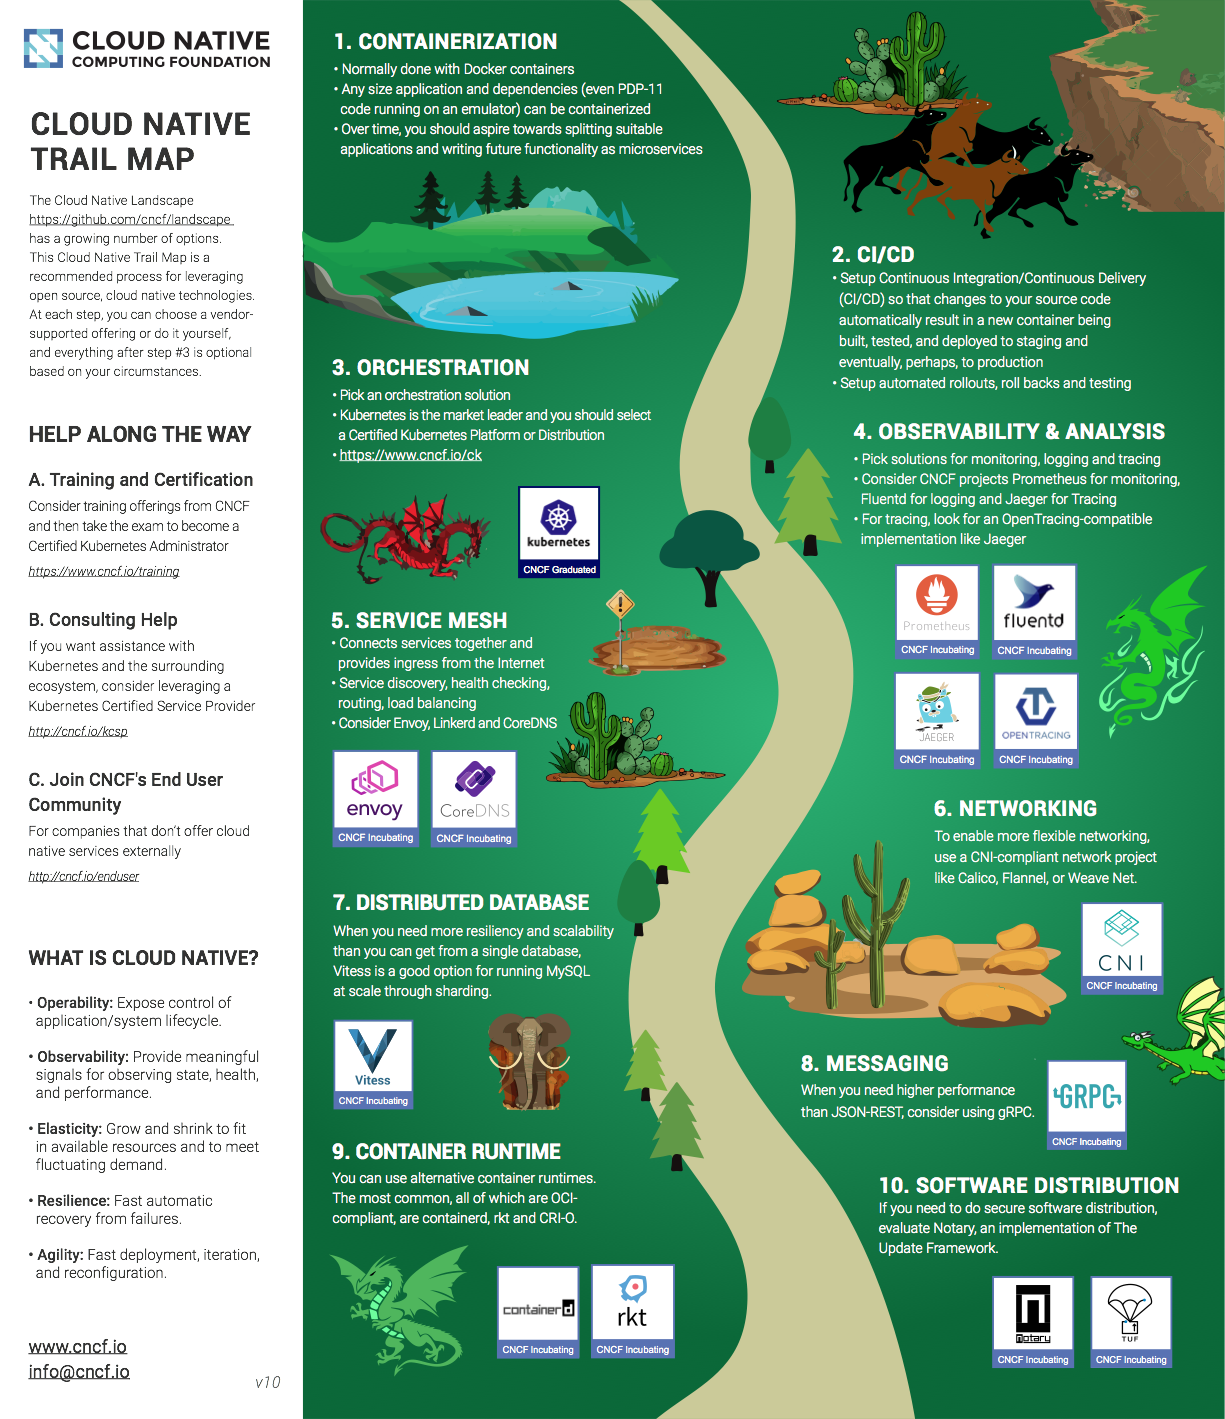 CLOUD NATIVE
COMPUTING FOUNDATION
CLOUD NATIVE
TRAIL MAP
The Cloud Native Landscape
https://github.com/cncf/landscape
has a growing number of options.
This Cloud Native Trail Map is a
recommended process for leveraging
open source, cloud native technologies.
At each step, you can choose a vendor-
supported offering or do it yourself,
and everything after step #3 is optional
based on your circumstances.
HELP ALONG THE WAY
A. Training and Certification
Consider training offerings from CNCF
and then take the exam to become a
Certified Kubernetes Administrator
https://www.cncf.io/training
B. Consulting Help
If you want assistance with
Kubernetes and the surrounding
ecosystem, consider leveraging a
Kubernetes Certified Service Provider
http://cncf.io/kcsp
C. Join CNCF's End User
Community
For companies that don't offer cloud
native services externally
http://cncf.io/enduser
WHAT IS CLOUD NATIVE?
• Operability: Expose control of
application/system lifecycle.
• Observability: Provide meaningful
signals for observing state, health,
and performance.
• Elasticity: Grow and shrink to fit
in available resources and to meet
fluctuating demand.
• Resilience: Fast automatic
recovery from failures.
• Agility: Fast deployment, iteration,
and reconfiguration.
www.cncf.io
info@cncf.io
v10
1. CONTAINERIZATION
• Normally done with Docker containers
• Any size application and dependencies (even PDP-11
code running on an emulator) can be containerized
• Over time, you should aspire towards splitting suitable
applications and writing future functionality as microservices
2. CI/CD
• Setup Continuous Integration/Continuous Delivery
(CI/CD) so that changes to your source code
automatically result in a new container being
built, tested, and deployed to staging and
eventually, perhaps, to production
• Setup automated rollouts, roll backs and testing
3. ORCHESTRATION
• Pick an orchestration solution
• Kubernetes is the market leader and you should select
a Certified Kubernetes Platform or Distribution
• https://www.cncf.io/ck
kubernetes
CNCF Graduated
4. OBSERVABILITY & ANALYSIS
• Pick solutions for monitoring, logging and tracing
• Consider CNCF projects Prometheus for monitoring,
Fluentd for logging and Jaeger for Tracing
• For tracing, look for an OpenTracing-compatible
implementation like Jaeger
Prometheus
CNCF Incubating
fluentd
CNCF Incubating
JAEGER
CNCF Incubating
OPENTRACING
CNCF Incubating
5. SERVICE MESH
• Connects services together and
provides ingress from the Internet
• Service discovery, health checking,
routing, load balancing
• Consider Envoy, Linkerd and CoreDNS
!
envoy
CNCF Incubating
CoreDNS
CNCF Incubating
6. NETWORKING
To enable more flexible networking,
use a CNI-compliant network project
like Calico, Flannel, or Weave Net.
CNI
CNCF Incubating
7. DISTRIBUTED DATABASE
When you need more resiliency and scalability
than you can get from a single database,
Vitess is a good option for running MySQL
at scale through sharding.
Vitess
CNCF Incubating
8. MESSAGING
When you need higher performance
than JSON-REST, consider using gRPC.
GRPC
CNCF Incubating
9. CONTAINER RUNTIME
You can use alternative container runtimes.
The most common, all of which are OCI-
compliant, are containerd, rkt and CRI-O.
containerd
CNCF Incubating
rkt
CNCF Incubating
10. SOFTWARE DISTRIBUTION
If you need to do secure software distribution,
evaluate Notary, an implementation of The
Update Framework.
notary
CNCF Incubating
TUF
CNCF Incubating